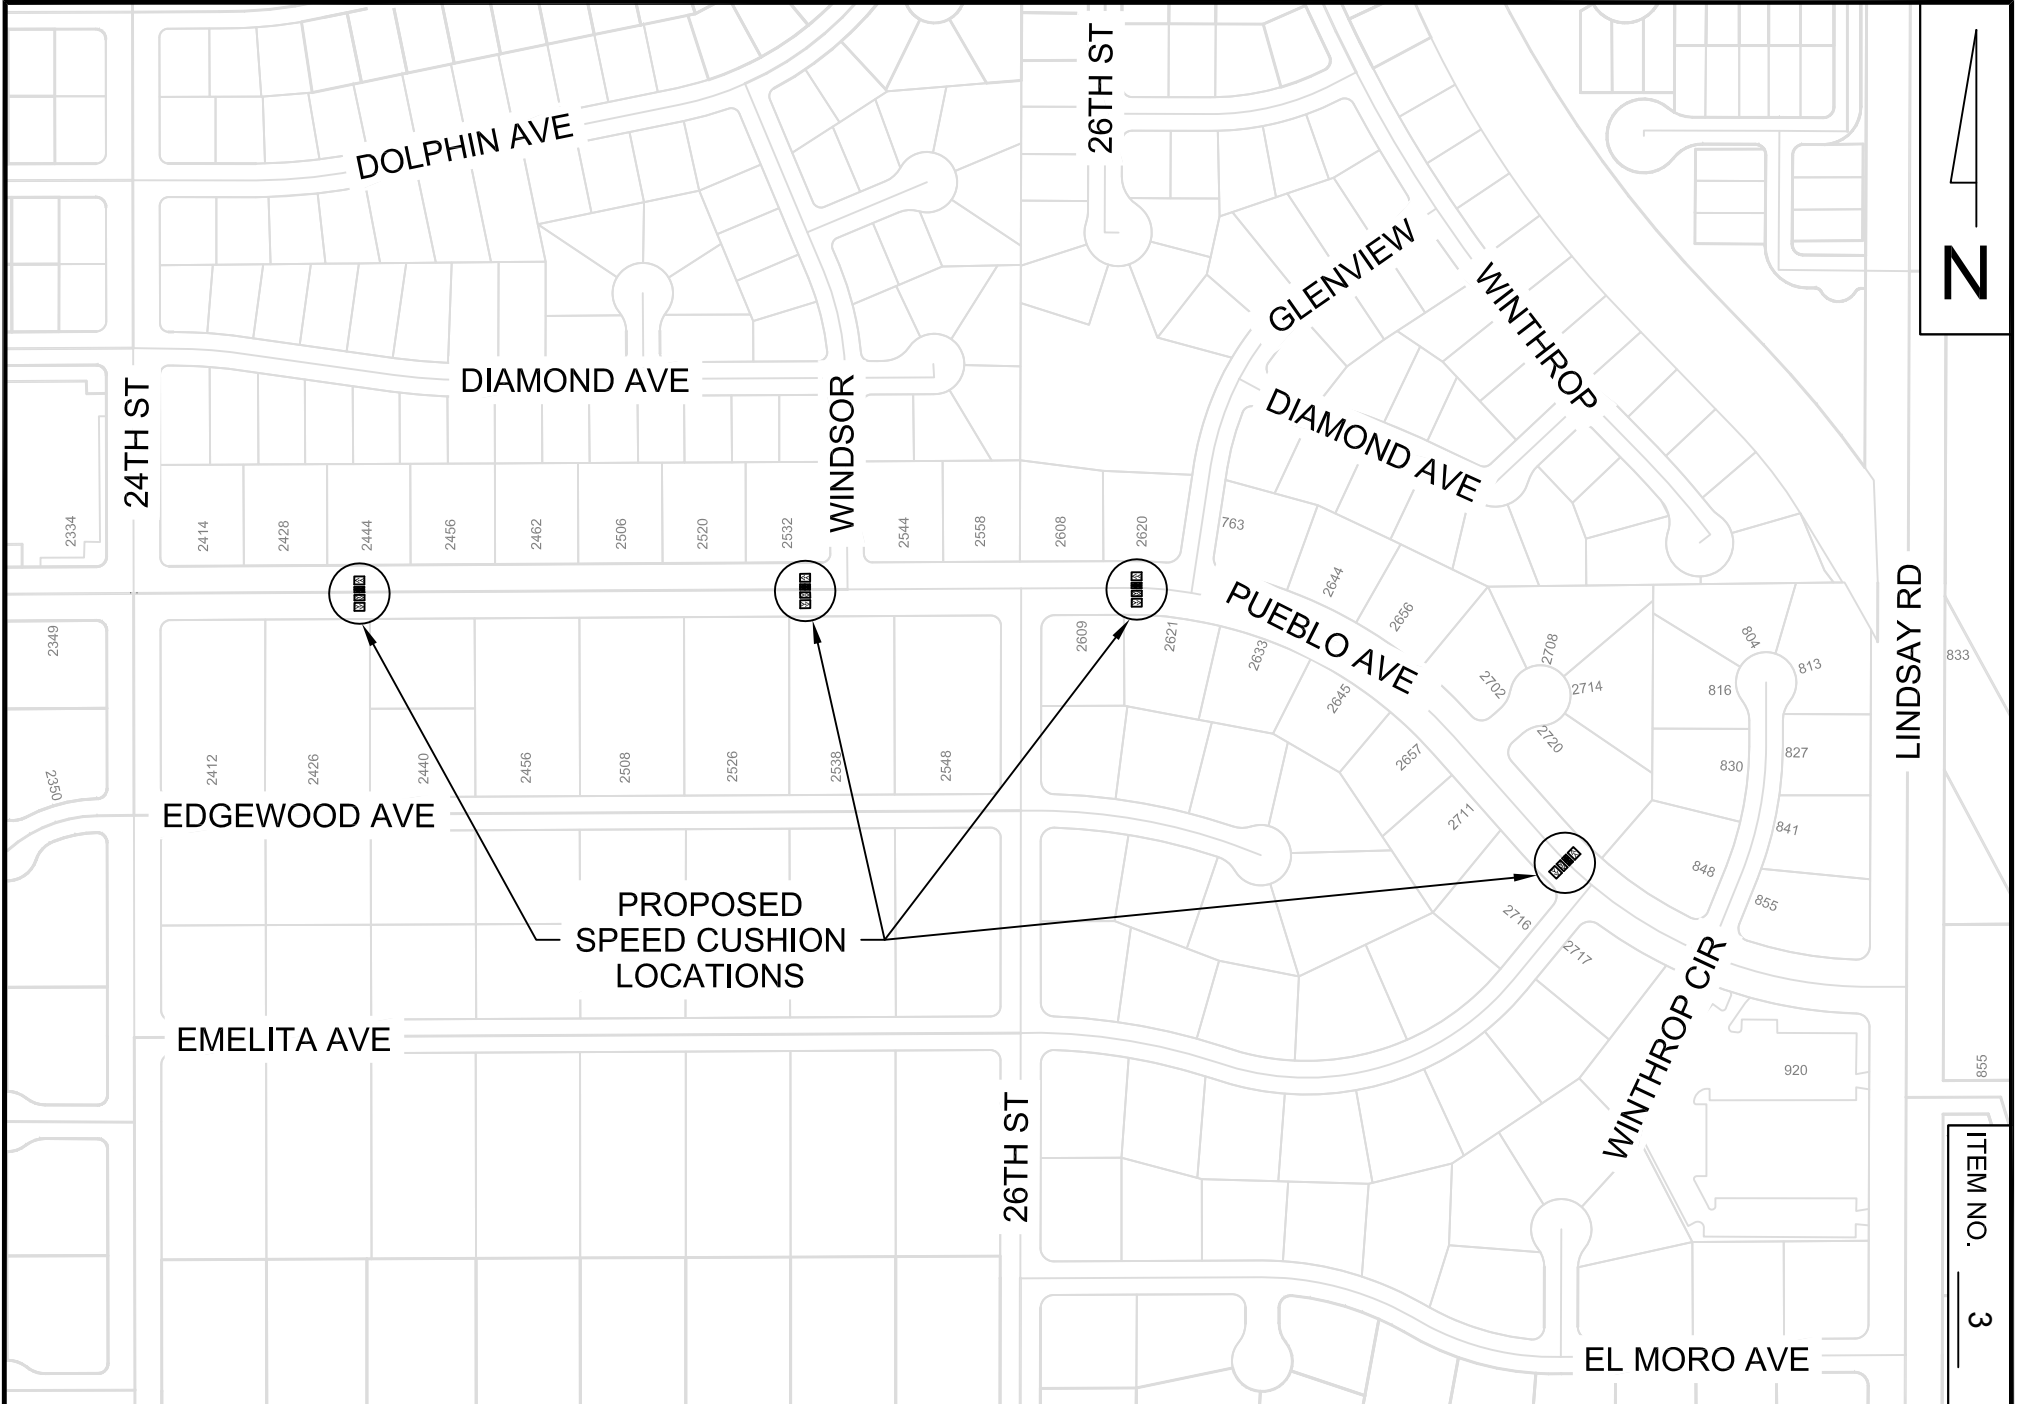 26TH ST
DOLPHIN AVE
GLENVIEW
WINTHROP
N
DIAMOND AVE
24TH ST
WINDSOR
DIAMOND AVE
2334
2414
2428
2444
2456
2462
2506
2520
2532
2544
2558
2608
2620
763
2644
2656
PUEBLO AVE
LINDSAY RD
2349
2609
2621
2633
2645
2657
2711
2702
2708
2714
2720
804
813
816
827
830
833
841
848
855
2350
2412
2426
2440
2456
2508
2526
2538
2548
EDGEWOOD AVE
PROPOSED
SPEED CUSHION
LOCATIONS
2716
2717
WINTHROP CIR
EMELITA AVE
26TH ST
920
855
EL MORO AVE
ITEM NO. 3